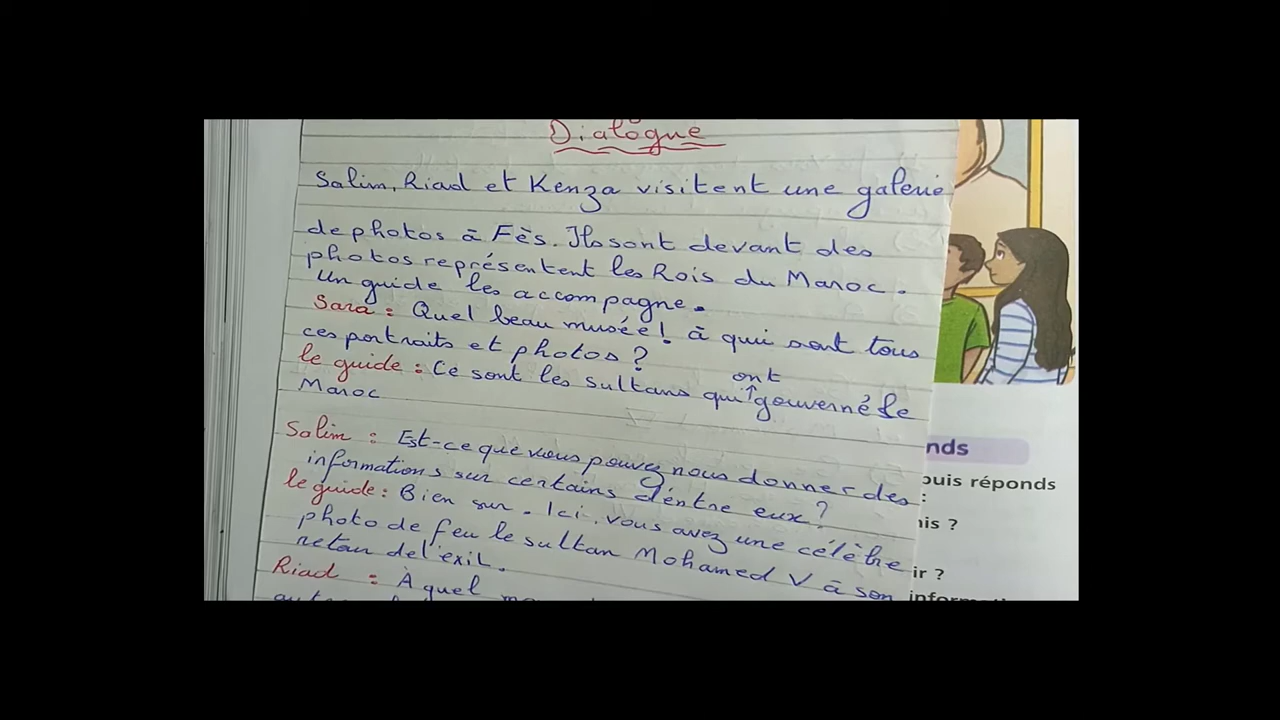 Dialogue
Salim, Riad et Kenza visitent une galerie
de photos à Fès. Ils sont devant des
photos représentent les Rois du Maroc.
Un guide les accompagne.
Sara : Quel beau musée! à qui sont tous
ces portraits et photos ?
le guide : Ce sont les sultans qui ont gouverné le
Maroc
Salim : Est-ce que vous pouvez nous donner des
informations sur certains d'éntre eux ?
le guide : Bien sur. Ici, vous avez une célèbre
photo de feu le sultan Mohamed V à son
retour de l'exil.
Riad : À quel
nds
puis réponds
:
is ?
ir ?